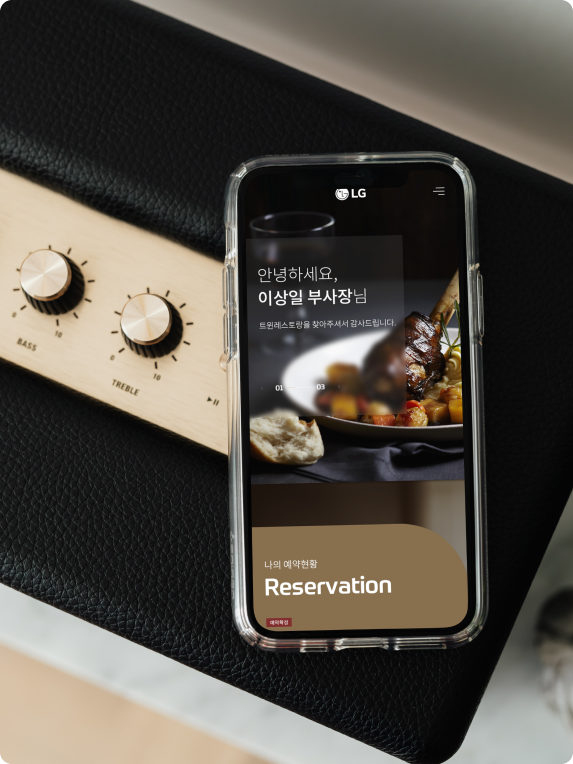 LG
안녕하세요,
이상일 부사장님
트윈레스토랑을 찾아주셔서 감사드립니다.
01
03
나의 예약현황
Reservation
예약확정
0
10
BASS
0
10
TREBLE